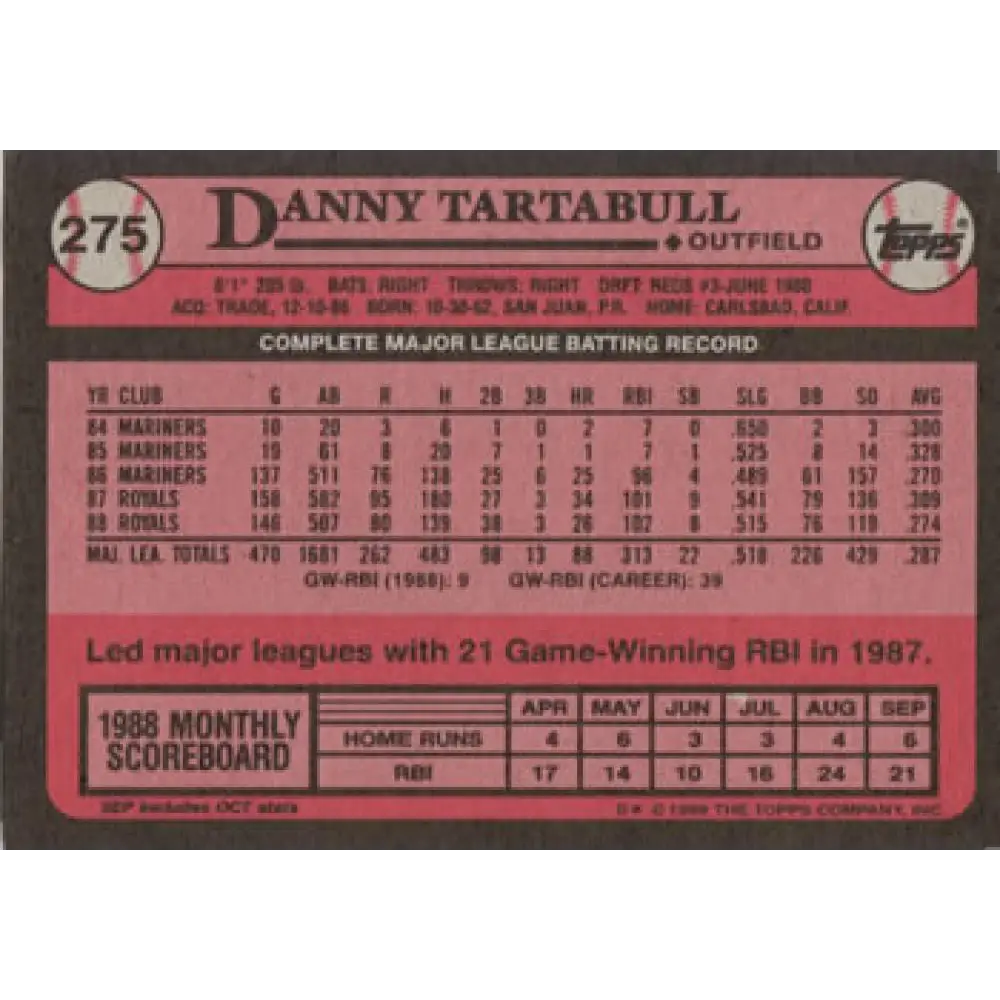 275
DANNY TARTABULL
OUTFIELD
topps
6'1" 205 lb. BATS: RIGHT THROWS: RIGHT DRFT: REDS #3-JUNE 1980
ACQ: TRADE, 12-10-86 BORN: 10-30-62, SAN JUAN, P.R. HOME: CARLSBAD, CALIF.
COMPLETE MAJOR LEAGUE BATTING RECORD
YR CLUB G AB R H 2B 3B HR RBI SB SLG BB SO AVG
84 MARINERS 10 20 3 6 1 0 2 7 0 .650 2 3 .300
85 MARINERS 19 61 8 20 7 1 1 7 1 .525 8 14 .328
86 MARINERS 137 511 76 138 25 6 25 96 4 .489 61 157 .270
87 ROYALS 158 582 95 180 27 3 34 101 9 .541 79 136 .309
88 ROYALS 146 507 80 139 38 3 26 102 8 .515 76 119 .274
MAJ. LEA. TOTALS 470 1681 262 483 98 13 88 313 22 .518 226 429 .287
GW-RBI (1988): 9 GW-RBI (CAREER): 39
Led major leagues with 21 Game-Winning RBI in 1987.
1988 MONTHLY SCOREBOARD
APR MAY JUN JUL AUG SEP
HOME RUNS 4 6 3 3 4 6
RBI 17 14 10 16 24 21
SEP includes OCT stats
© 1989 THE TOPPS COMPANY, INC.